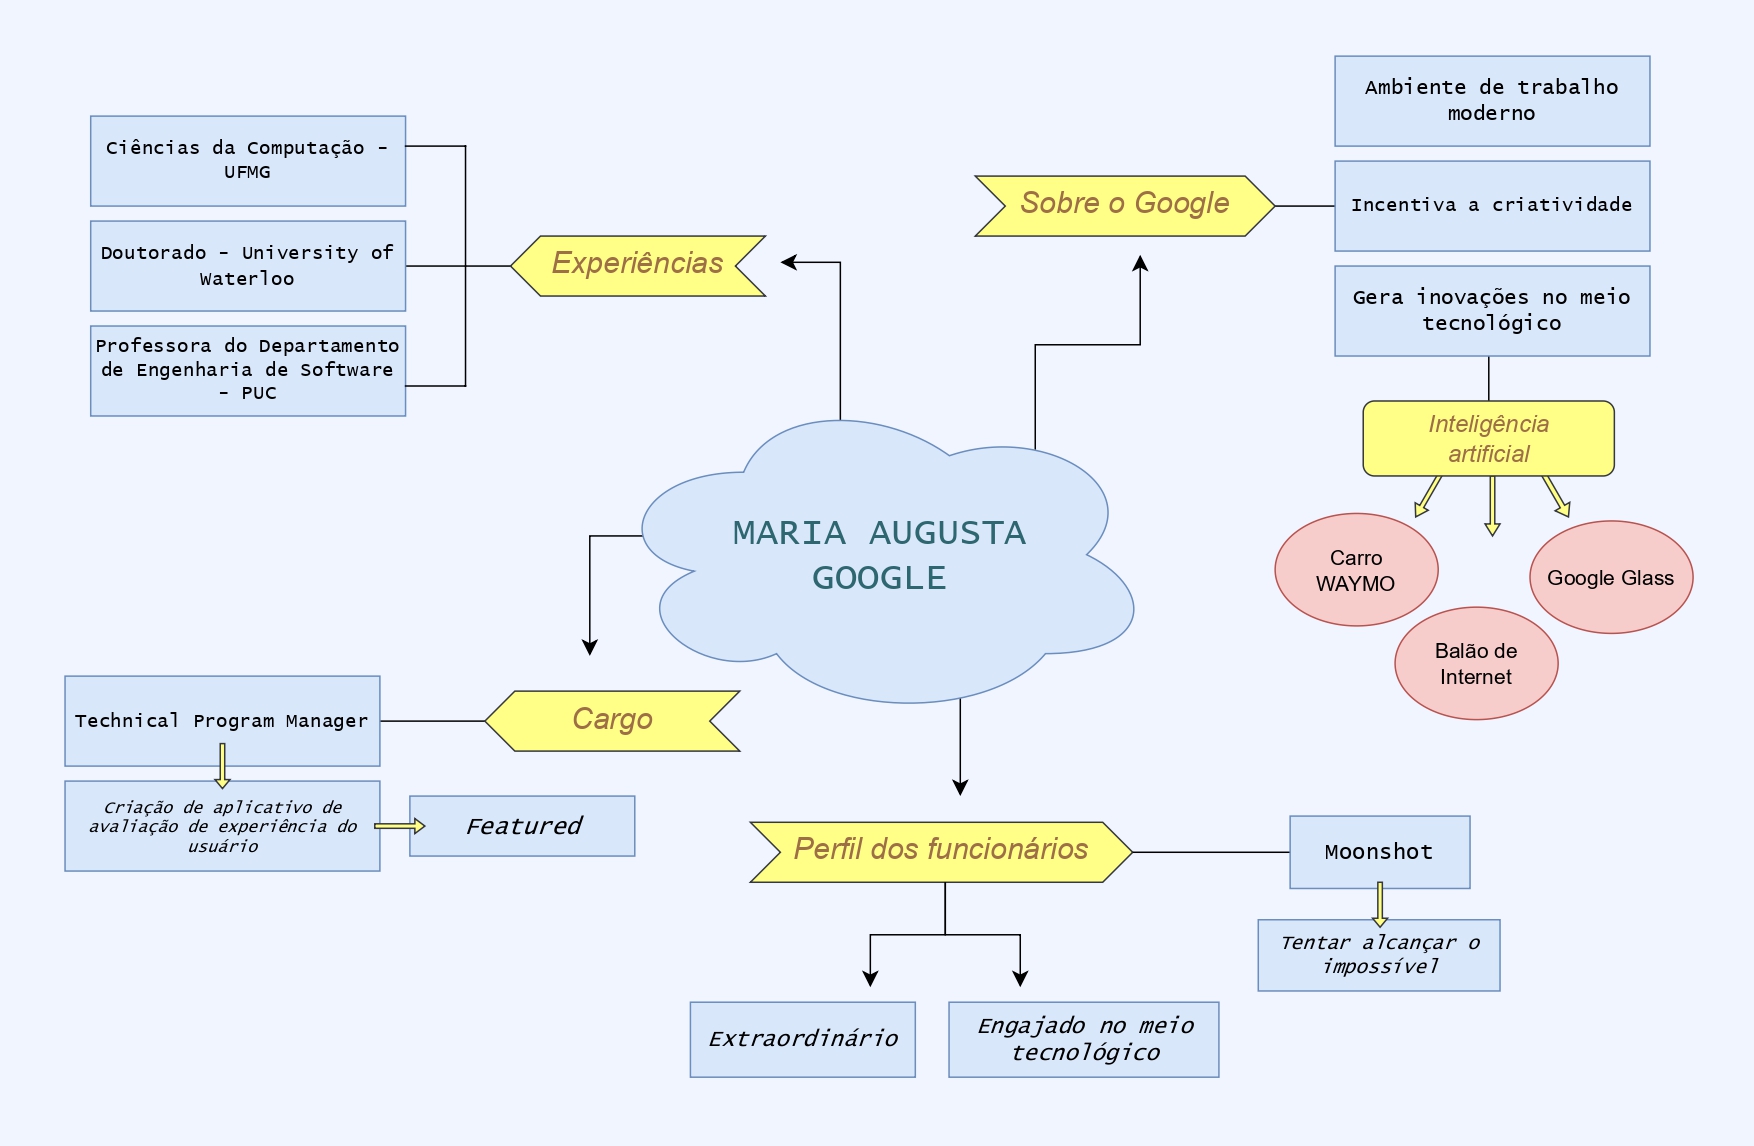 Ciências da Computação -
UFMG
Doutorado - University of
Waterloo
Professora do Departamento
de Engenharia de Software
- PUC
Experiências
Sobre o Google
Ambiente de trabalho
moderno
Incentiva a criatividade
Gera inovações no meio
tecnológico
Inteligência
artificial
Carro
WAYMO
Balão de
Internet
Google Glass
MARIA AUGUSTA
GOOGLE
Cargo
Technical Program Manager
Criação de aplicativo de
avaliação de experiência do
usuário
Featured
Perfil dos funcionários
Moonshot
Tentar alcançar o
impossível
Extraordinário
Engajado no meio
tecnológico